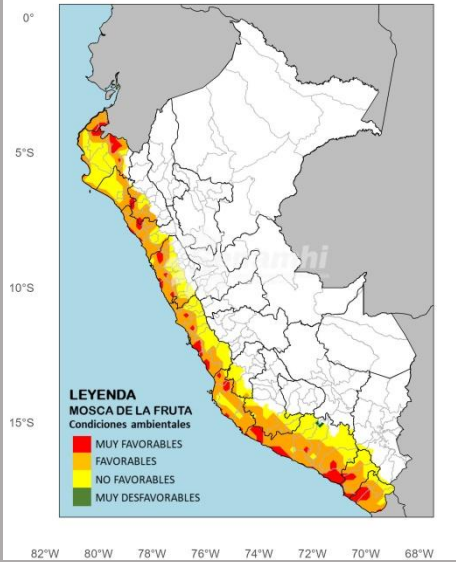 0°
5°S
10°S
15°S
senamhi
LEYENDA
MOSCA DE LA FRUTA
Condiciones ambientales
MUY FAVORABLES
FAVORABLES
NO FAVORABLES
MUY DESFAVORABLES
82°W 80°W 78°W 76°W 74°W 72°W 70°W 68°W